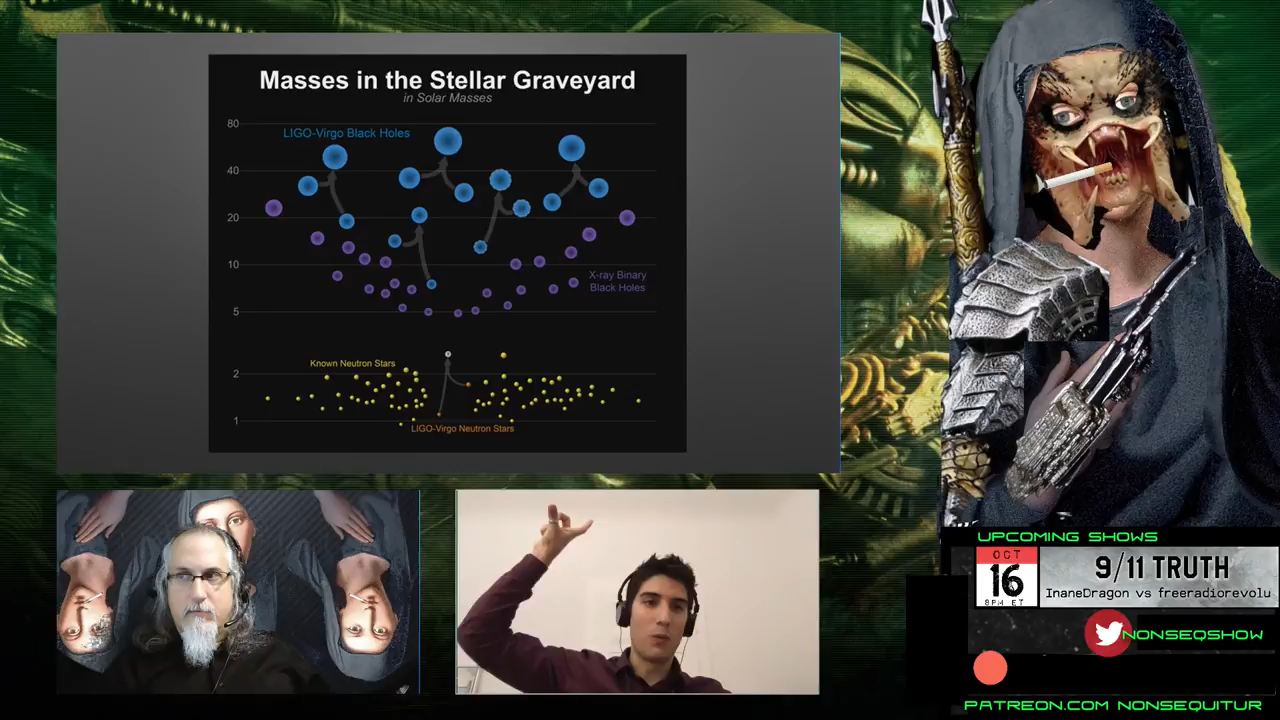 Masses in the Stellar Graveyard
in Solar Masses
80
LIGO-Virgo Black Holes
40
20
10
X-ray Binary
Black Holes
5
Known Neutron Stars
2
1
LIGO-Virgo Neutron Stars
UPCOMING SHOWS
OCT
16
8PM ET
9/11 TRUTH
InaneDragon vs freeradiorevolu
NONSEQSHOW
PATREON.COM NONSEQUITUR